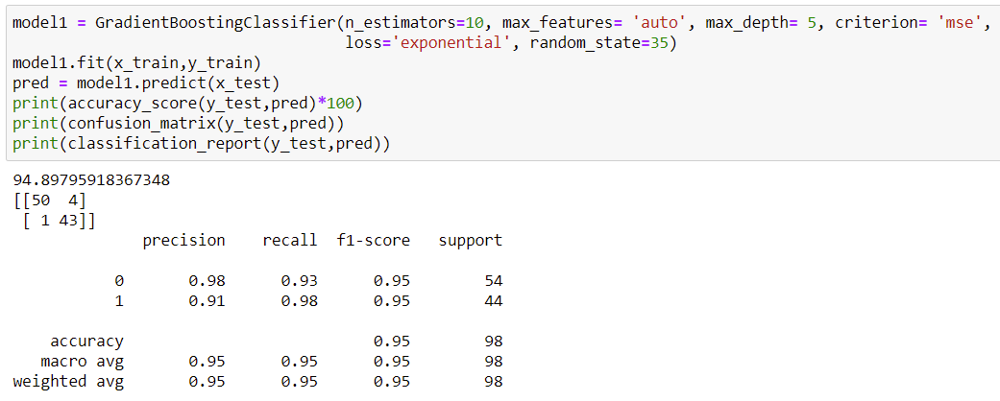 model1 = GradientBoostingClassifier(n_estimators=10, max_features= 'auto', max_depth= 5, criterion= 'mse',
loss='exponential', random_state=35)
model1.fit(x_train,y_train)
pred = model1.predict(x_test)
print(accuracy_score(y_test,pred)*100)
print(confusion_matrix(y_test,pred))
print(classification_report(y_test,pred))
94.89795918367348
[[50  4]
 [ 1 43]]
precision    recall  f1-score   support
0       0.98      0.93      0.95        54
1       0.91      0.98      0.95        44
accuracy                           0.95        98
macro avg       0.95      0.95      0.95        98
weighted avg       0.95      0.95      0.95        98